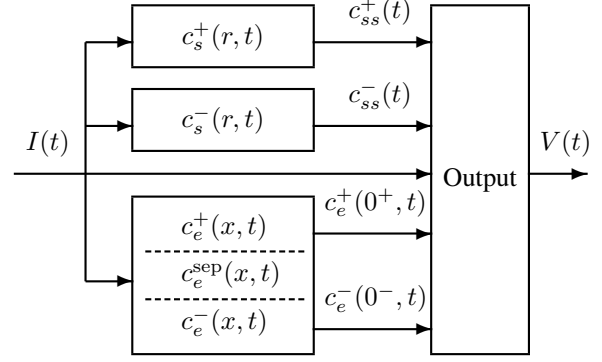 c_{ss}^+(t)
c_s^+(r, t)
c_{ss}^-(t)
c_s^-(r, t)
I(t)
V(t)
Output
c_e^+(0^+, t)
c_e^+(x, t)
c_e^{sep}(x, t)
c_e^-(0^-, t)
c_e^-(x, t)